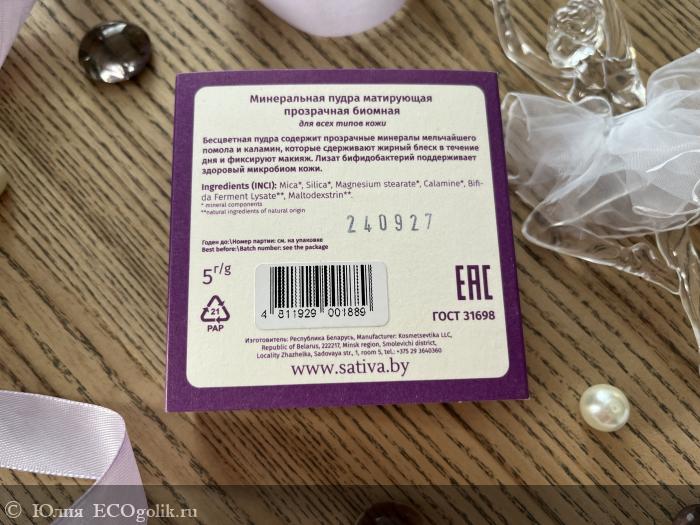 Минеральная пудра матирующая
прозрачная биомная
для всех типов кожи
Бесцветная пудра содержит прозрачные минералы мельчайшего
помола и каламин, которые сдерживают жирный блеск в течение
дня и фиксируют макияж. Лизат бифидобактерий поддерживает
здоровый микробиом кожи.
Ingredients (INCI): Mica*, Silica*, Magnesium stearate*, Calamine*, Bifi-
da Ferment Lysate**, Maltodexstrin**.
* mineral components
**natural ingredients of natural origin
240927
Годен до:\Номер партии: см. на упаковке
Best before:\Batch number: see the package
5г/g
21
PAP
4 811929 001889
EAC
ГОСТ 31698
Изготовитель: Республика Беларусь, Manufacturer: Kosmetsevtika LLC,
Republic of Belarus, 222217, Minsk region, Smolevichi district,
Locality Zhazhelka, Sadovaya str., 1, room 5, tel.: +375 29 3640360
www.sativa.by
© Юлия ECOgolik.ru